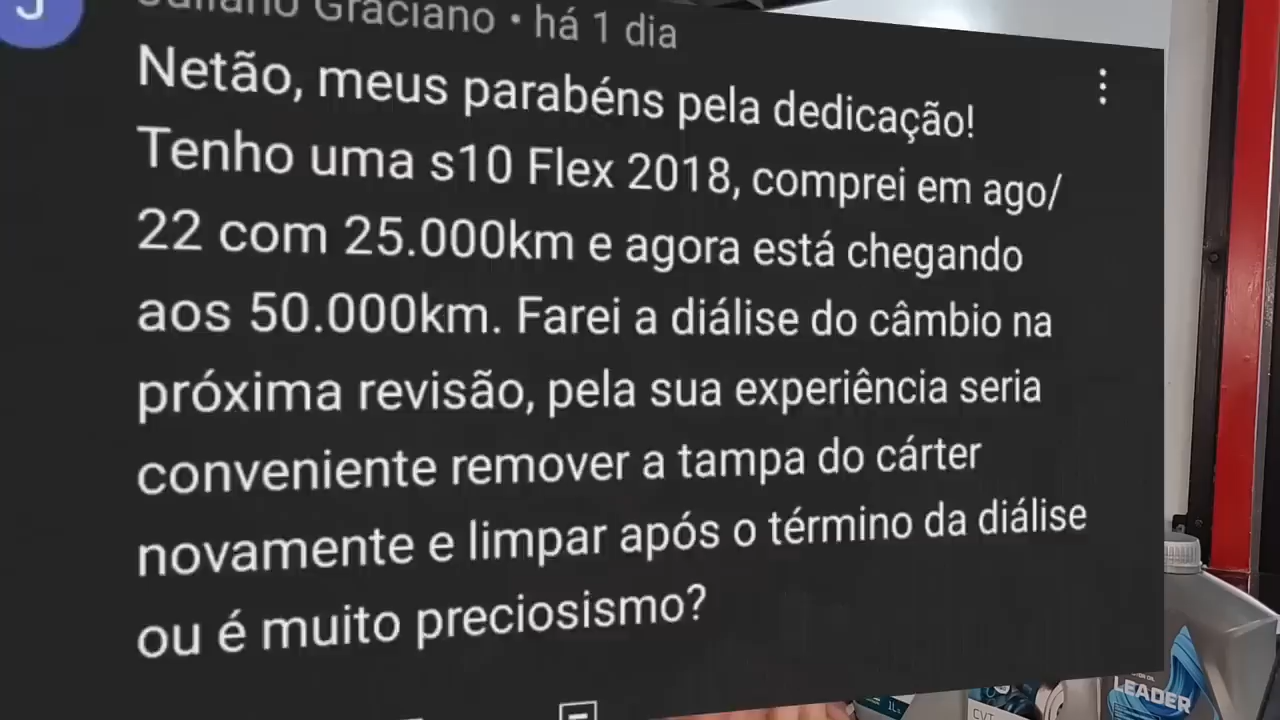 J
Juliano Graciano • há 1 dia
Netão, meus parabéns pela dedicação!
Tenho uma s10 Flex 2018, comprei em ago/
22 com 25.000km e agora está chegando
aos 50.000km. Farei a diálise do câmbio na
próxima revisão, pela sua experiência seria
conveniente remover a tampa do cárter
novamente e limpar após o término da diálise
ou é muito preciosismo?
LEADER
CVT
1L